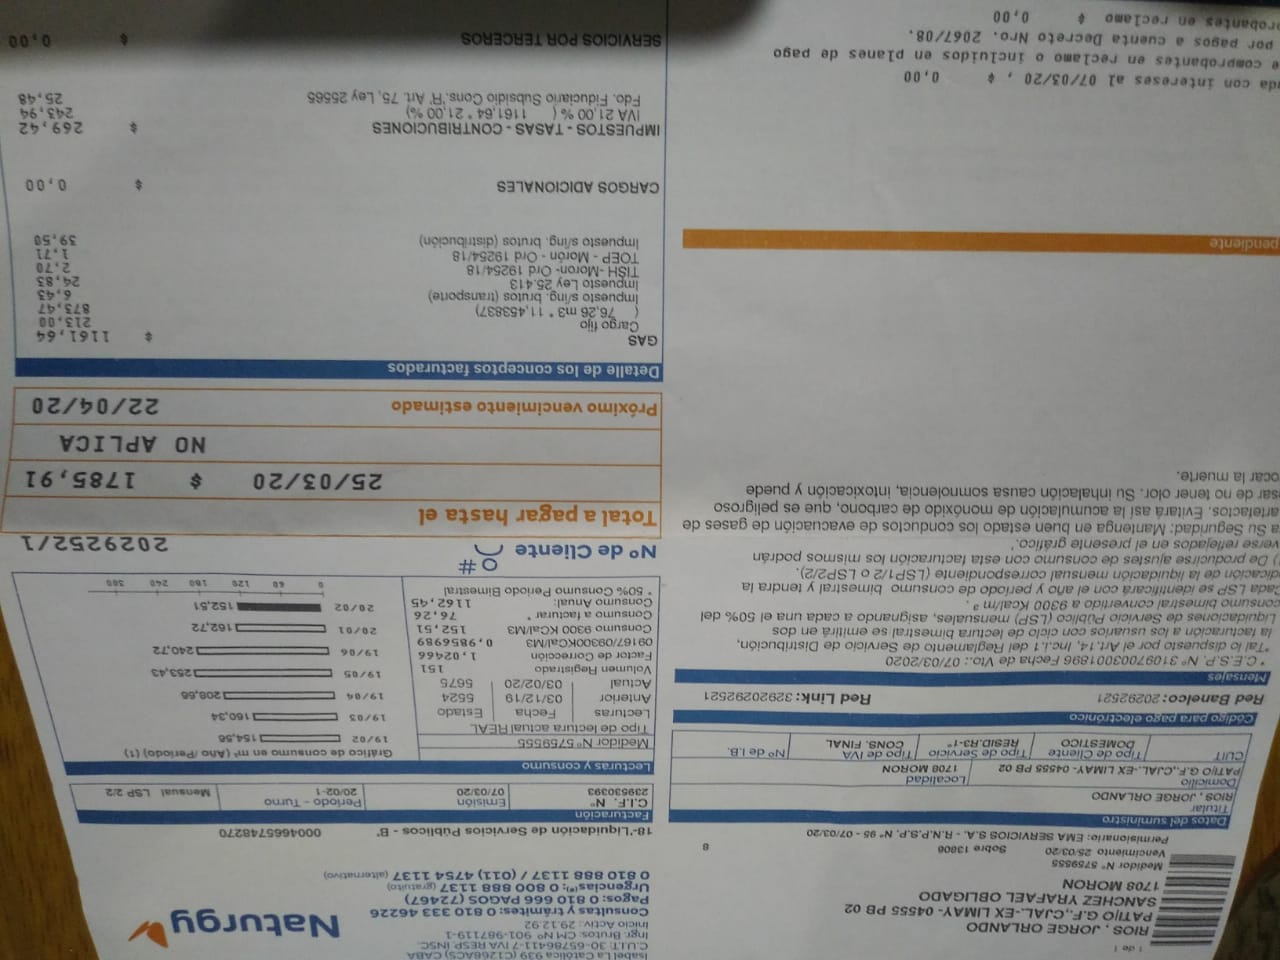 1 de 1
RIOS , JORGE ORLANDO
PATIJO G.F.,CJAL.-EX LIMAY- 04555 PB 02
SANCHEZ YRAFAEL OBLIGADO
1708 MORON
Medidor N° 5759555
Vencimiento 25/03/20 Sobre 13806
8
Permisionario: EMA SERVICIOS S.A. - R.N.P.S.P. N° 95 - 07/03/20
Datos del suministro
Titular
RIOS , JORGE ORLANDO
Domicilio Localidad
PATIJO G.F.,CJAL.-EX LIMAY- 04555 PB 02 1708 MORON
CUIT Tipo de Cliente Tipo de Servicio Tipo de IVA N° de I.B.
DOMESTICO RESID.R3-1° CONS. FINAL
Código para pago electrónico
Red Banelco: 20292521 Red Link: 32920292521
Mensajes
* C.E.S.P. N° 31097003001896 Fecha de Vto.: 07/03/2020
*Tal lo dispuesto por el Art.14, Inc.i.1 del Reglamento de Servicio de Distribución,
la facturación a los usuarios con ciclo de lectura bimestral se emitirá en dos
Liquidaciones de Servicio Público (LSP) mensuales, asignando a cada una el 50% del
consumo bimestral convertido a 9300 Kcal/m ³ .
Cada LSP se identificará con el año y período de consumo bimestral y tendra la
dicación de la liquidación mensual correspondiente (LSP1/2 o LSP2/2).
) De producirse ajustes de consumo con esta facturación los mismos podrán
verse reflejados en el presente gráfico.'
a Su Seguridad: Mantenga en buen estado los conductos de evacuación de gases de
artefactos. Evitará así la acumulación de monóxido de carbono, que es peligroso
sar de no tener olor. Su inhalación causa somnolencia, intoxicación y puede
ocar la muerte.
pendiente
da con intereses al 07/03/20 , $ 0,00
e comprobantes en reclamo o incluidos en planes de pago
por pagos a cuenta Decreto Nro. 2067/08.
probantes en reclamo $ 0,00
Isabel La Católica 939 (C1268ACS) CABA
C.U.I.T: 30-65786411-7 IVA RESP. INSC.
Ingr. Brutos: CM N° 901-987119-1
Inicio Activ.: 29.12.92
Consultas y trámites: 0 810 333 46226
Pagos: 0 810 666 PAGOS (72467)
Urgencias(*): 0 800 888 1137 (gratuito)
0 810 888 1137 / (011) 4754 1137 (alternativo)
Naturgy
18-'Liquidación de Servicios Públicos - B' 0004665748270
Facturación
C.I.F. N° Emisión Período - Turno
239530393 07/03/20 20/02-1 Mensual LSP 2/2
Lecturas y consumo
Medidor N° 5759555
Tipo de lectura actual REAL
Lecturas Fecha Estado
Anterior 03/12/19 5524
Actual 03/02/20 5675
Volumen Registrado 151
Factor de Corrección 1,02466
09167/09300KCal/M3 0,9856989
Consumo 9300 KCal/M3 152,51
Consumo a facturar * 76,26
Consumo Anual: 1162,45
* 50% Consumo Periodo Bimestral
Gráfico de consumo en m³ (Año /Período) (1)
19/02 154,56
19/03 160,34
19/04 208,66
19/05 253,43
19/06 240,72
20/01 162,72
20/02 152,51
0 60 120 180 240 300
N° de Cliente # 2029252/1
Total a pagar hasta el
25/03/20 $ 1785,91
NO APLICA
Próximo vencimiento estimado 22/04/20
Detalle de los conceptos facturados
GAS $ 1161,64
Cargo fijo 213,00
( 76,26 m3 * 11,453837) 873,47
Impuesto s/ing. brutos (transporte) 6,43
Impuesto Ley 25.413 24,83
TISH -Moron- Ord 19254/18 2,70
TOEP - Morón - Ord 19254/18 1,71
Impuesto s/ing. brutos (distribución) 39,50
CARGOS ADICIONALES $ 0,00
IMPUESTOS - TASAS - CONTRIBUCIONES $ 269,42
IVA 21,00 % ( 1161,64 * 21,00 %) 243,94
Fdo. Fiduciario Subsidio Cons.'R' Art. 75, Ley 25565 25,48
SERVICIOS POR TERCEROS $ 0,00